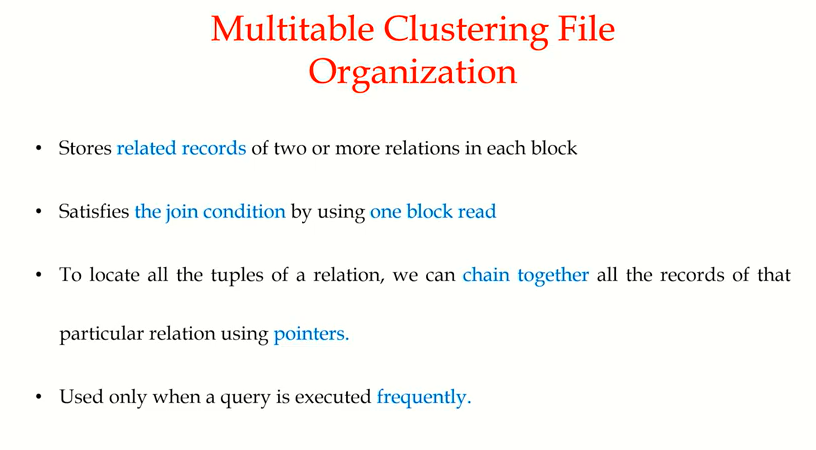 Multitable Clustering File
Organization
• Stores related records of two or more relations in each block
• Satisfies the join condition by using one block read
• To locate all the tuples of a relation, we can chain together all the records of that
particular relation using pointers.
• Used only when a query is executed frequently.